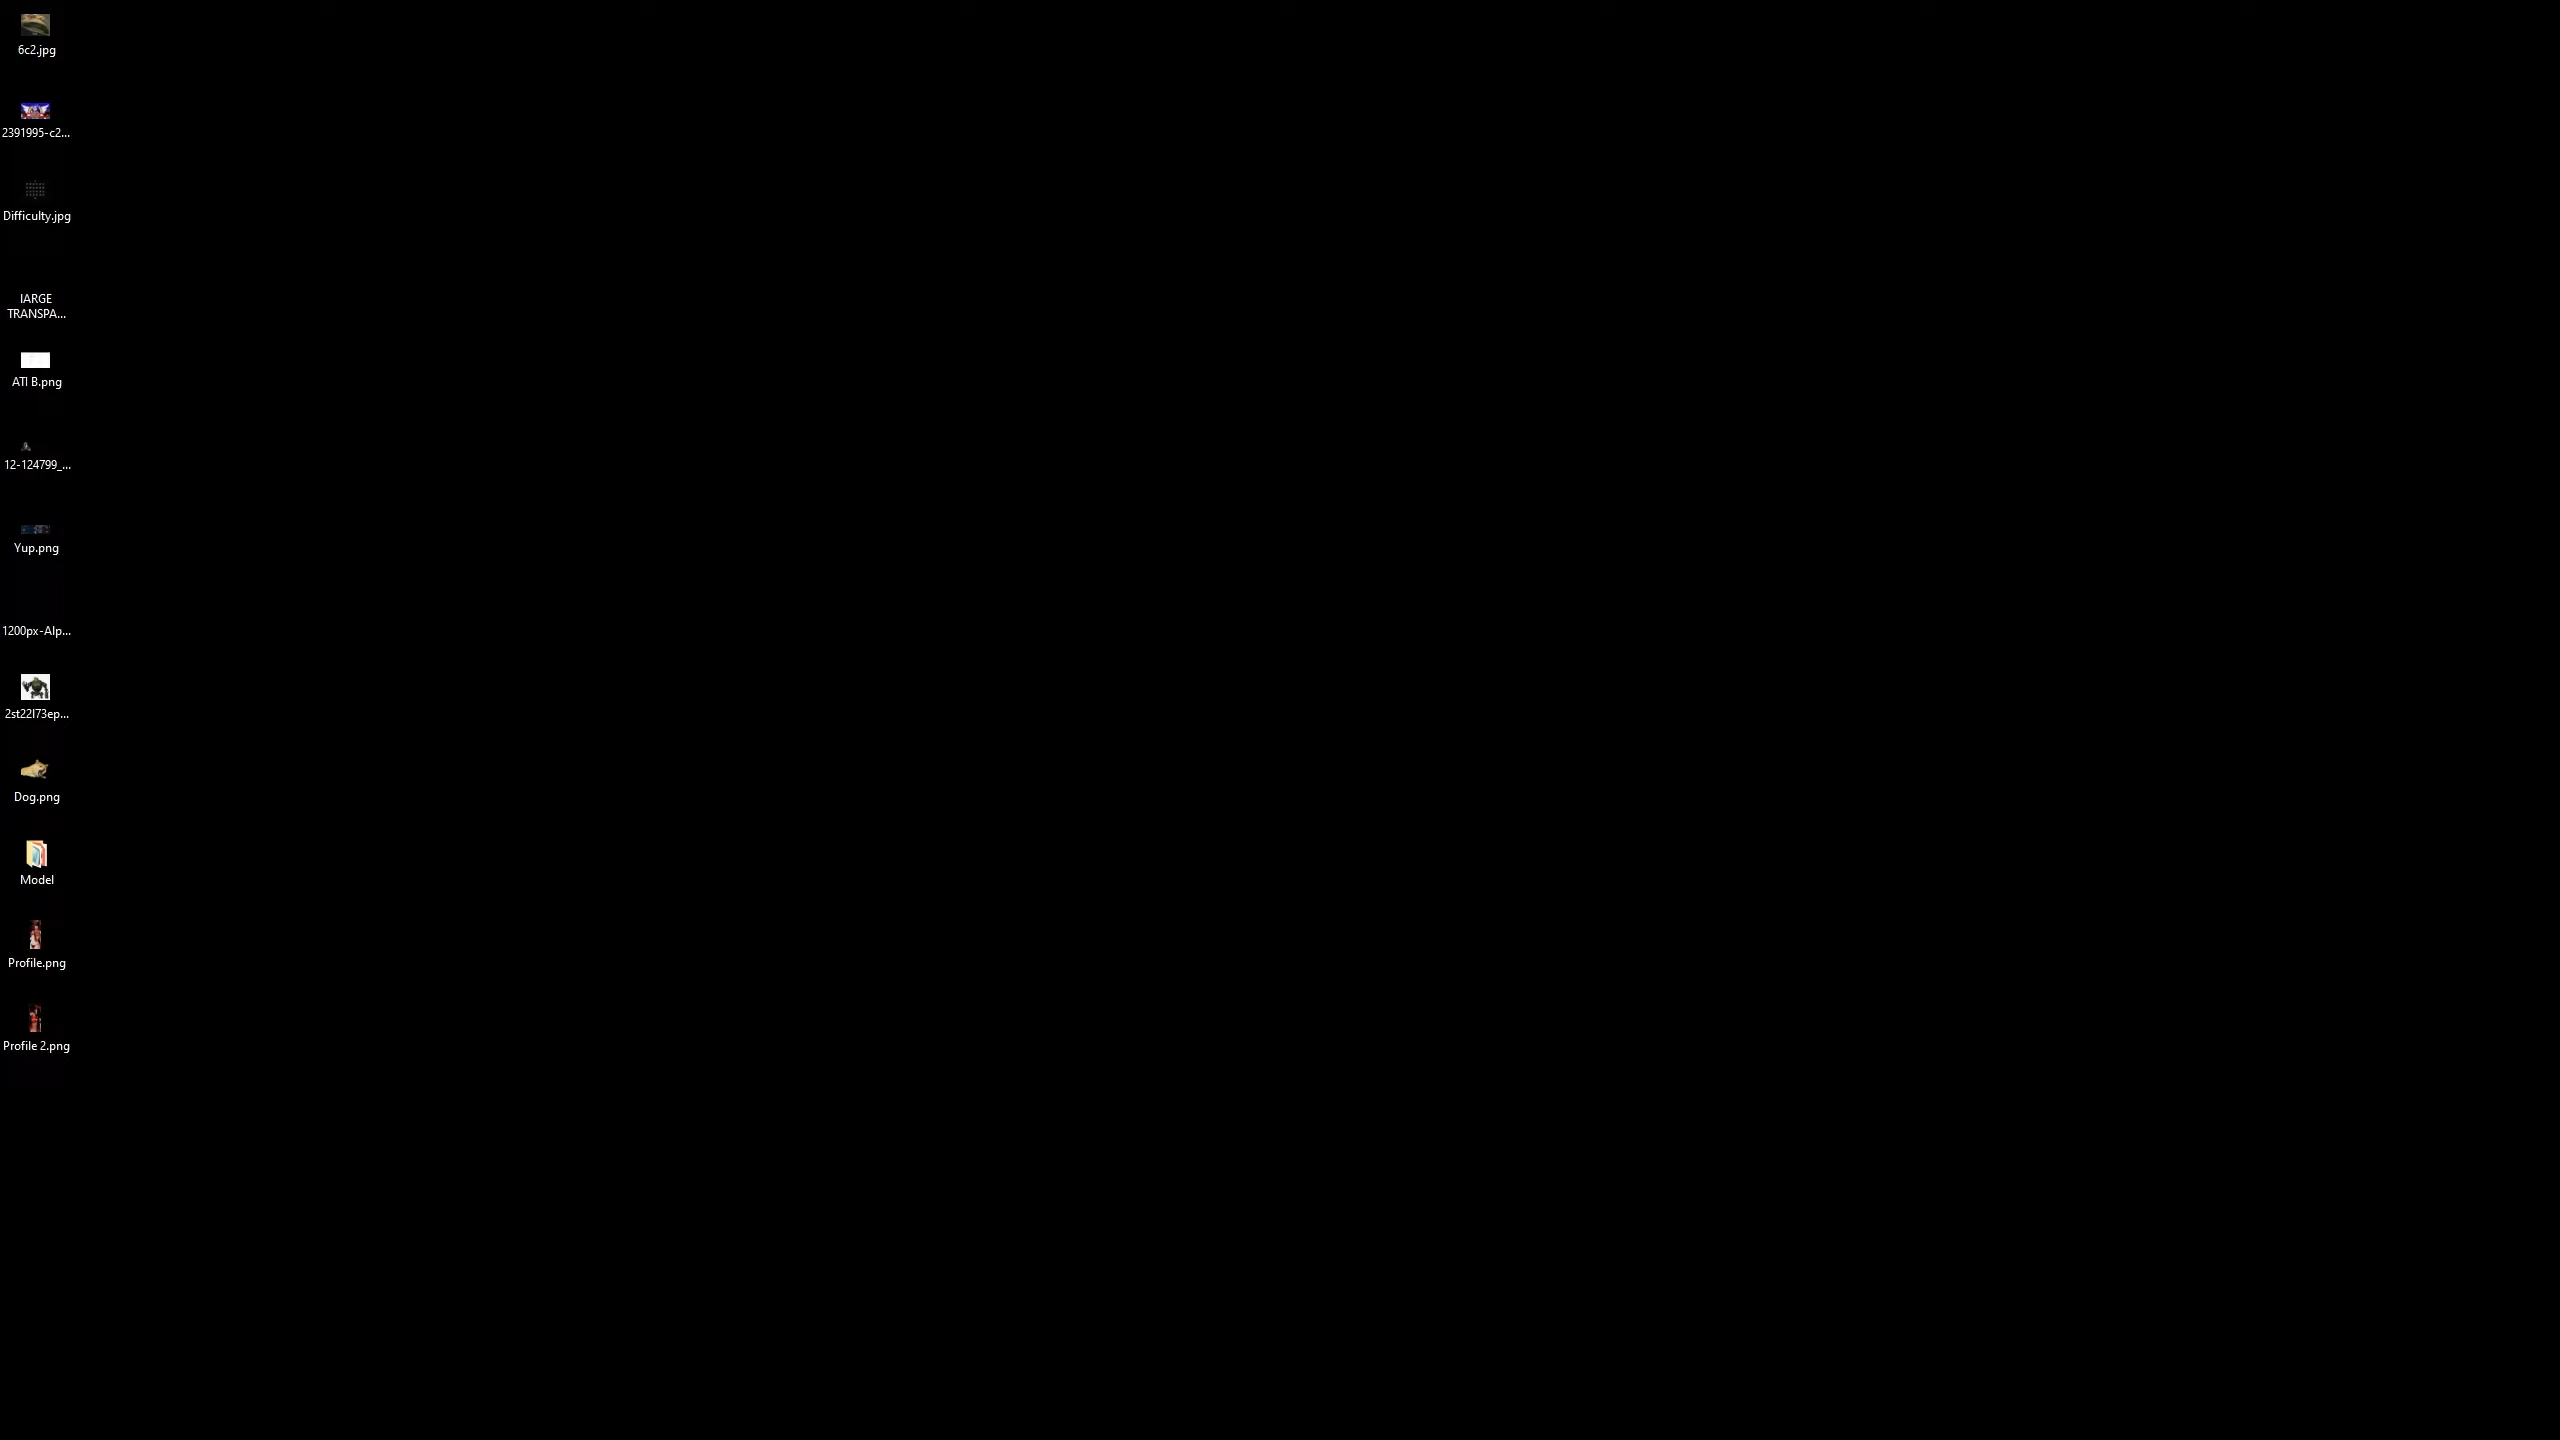 6c2.jpg
2391995-c2...
Difficulty.jpg
lARGE
TRANSPA...
ATI B.png
12-124799_...
Yup.png
1200px-Alp...
2st22l73ep...
Dog.png
Model
Profile.png
Profile 2.png